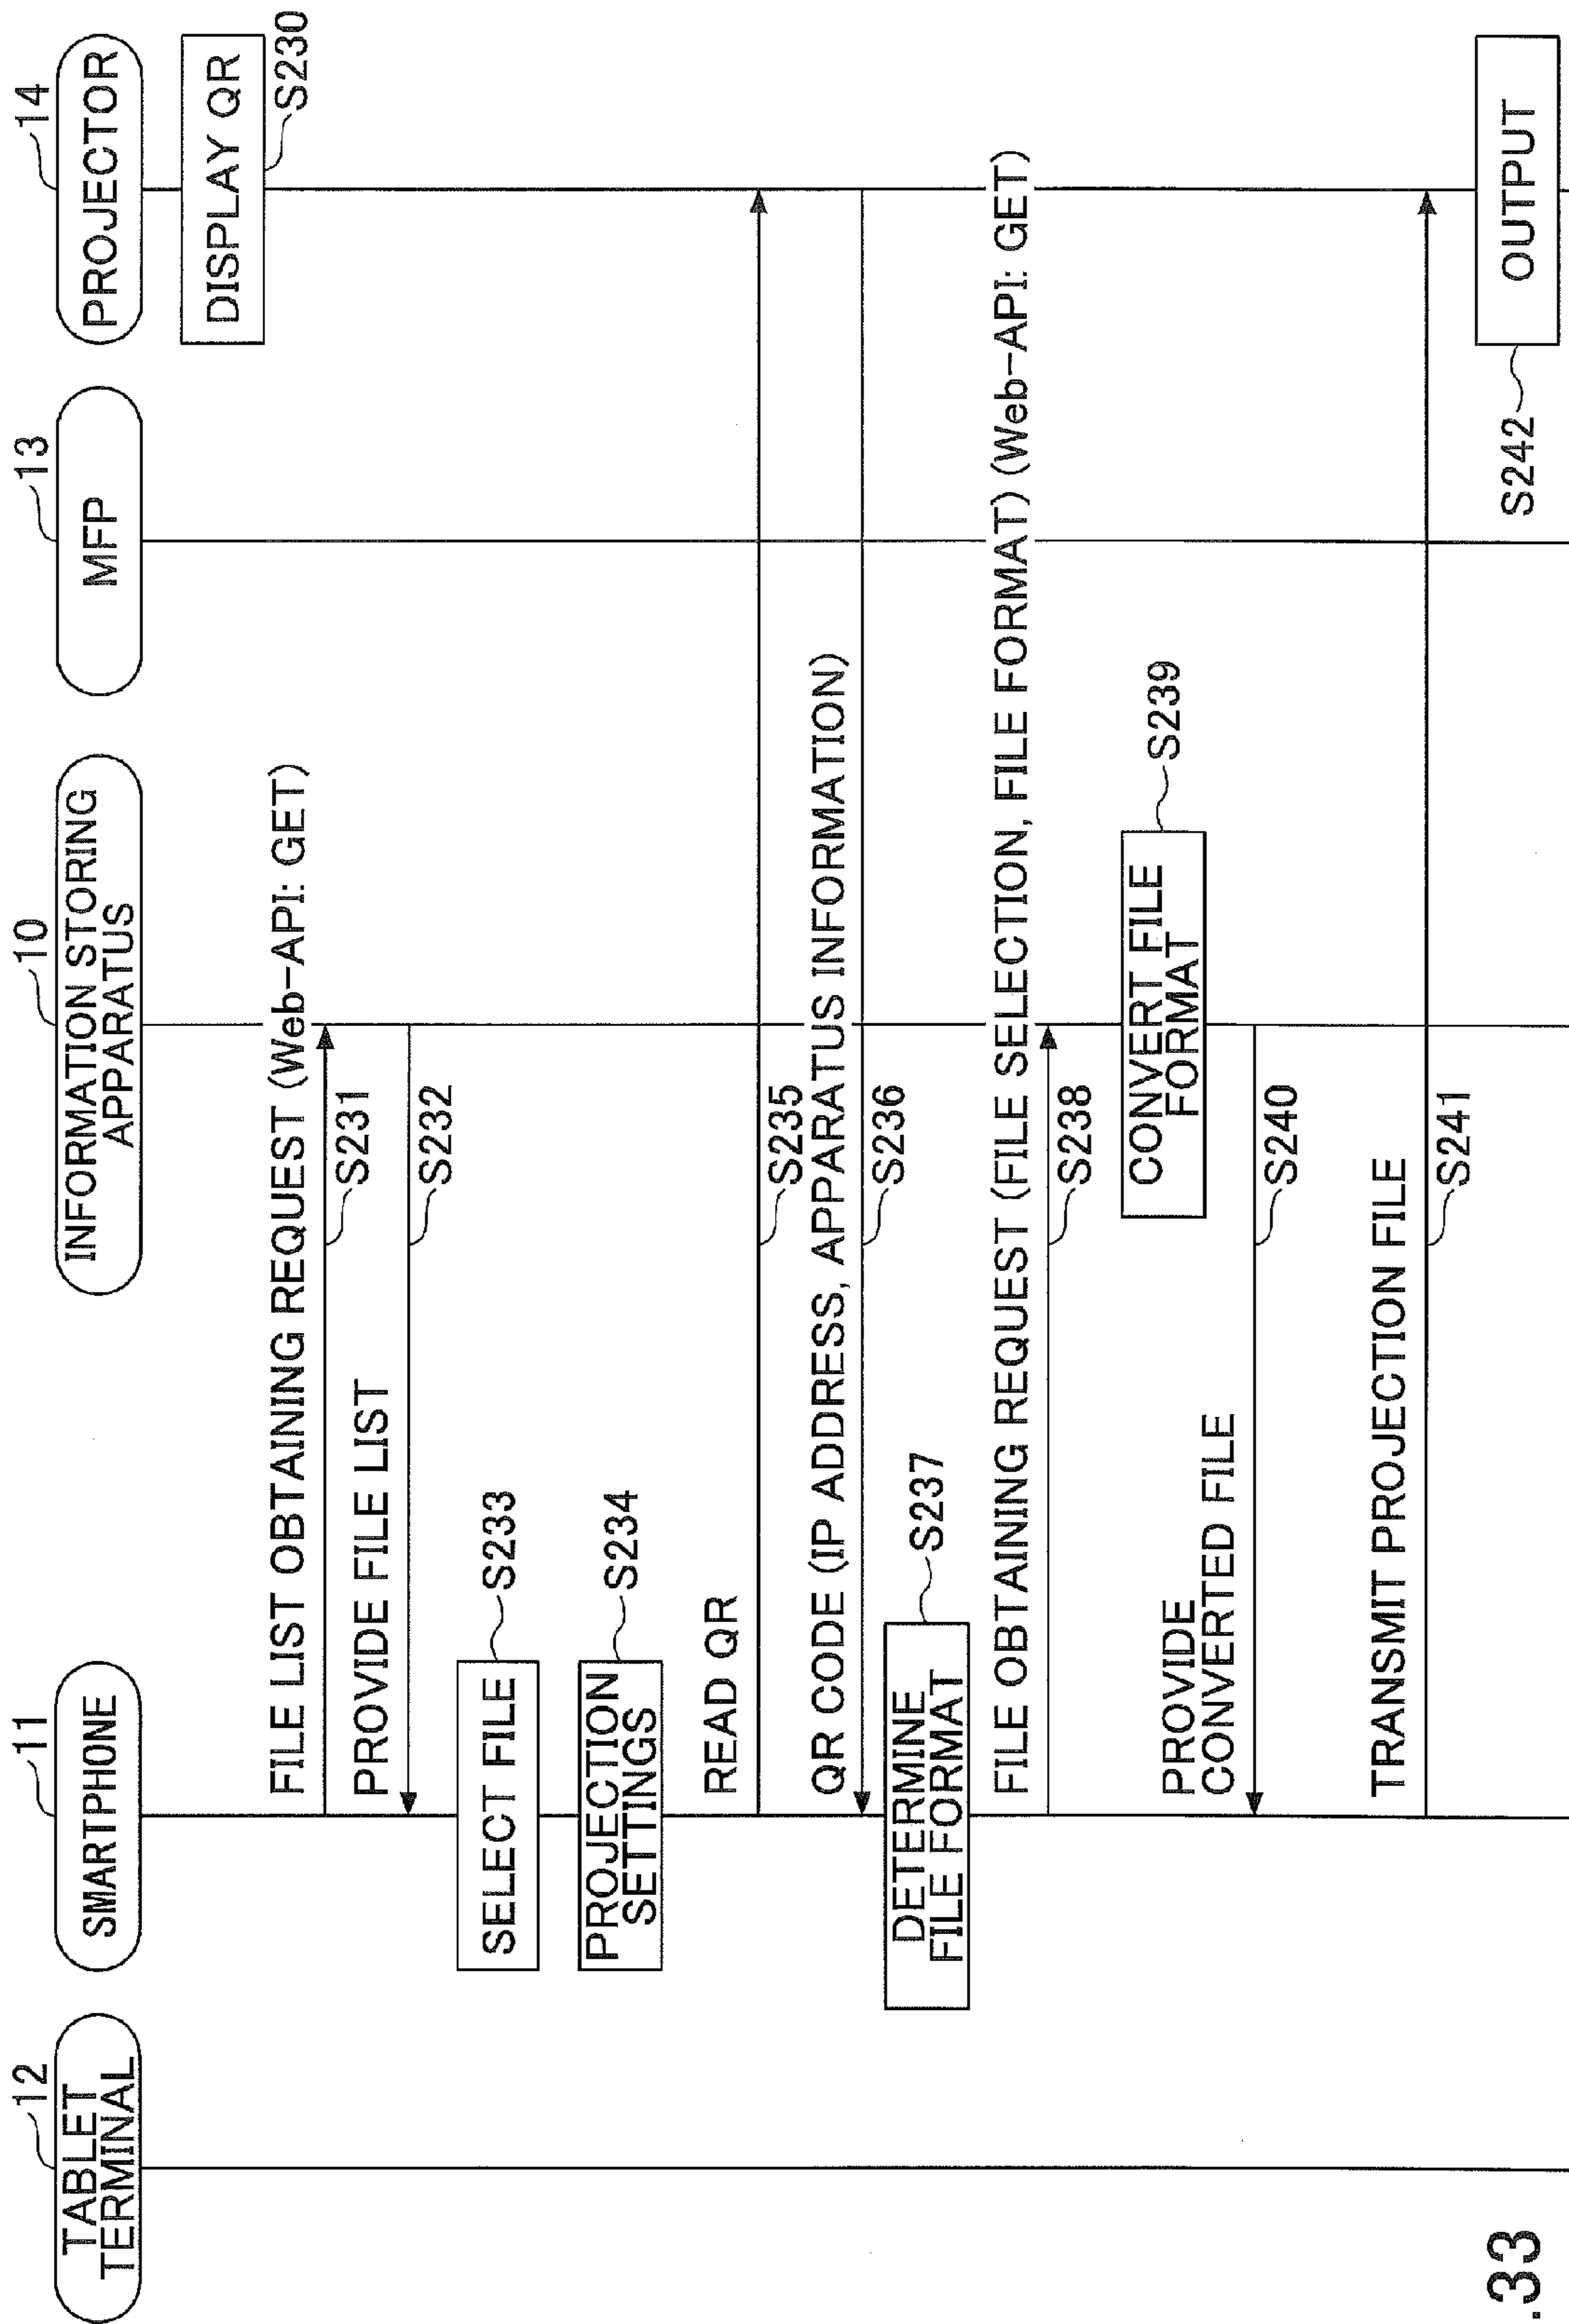 12
TABLET
TERMINAL
11
SMARTPHONE
10
INFORMATION STORING
APPARATUS
13
MFP
14
PROJECTOR
DISPLAY QR
S230
FILE LIST OBTAINING REQUEST (Web-API: GET)
S231
PROVIDE FILE LIST
S232
SELECT FILE
S233
PROJECTION
SETTINGS
S234
READ QR
S235
QR CODE (IP ADDRESS, APPARATUS INFORMATION)
S236
DETERMINE
FILE FORMAT
S237
FILE OBTAINING REQUEST (FILE SELECTION, FILE FORMAT) (Web-API: GET)
S238
CONVERT FILE
FORMAT
S239
PROVIDE
CONVERTED FILE
S240
TRANSMIT PROJECTION FILE
S241
OUTPUT
S242
.33